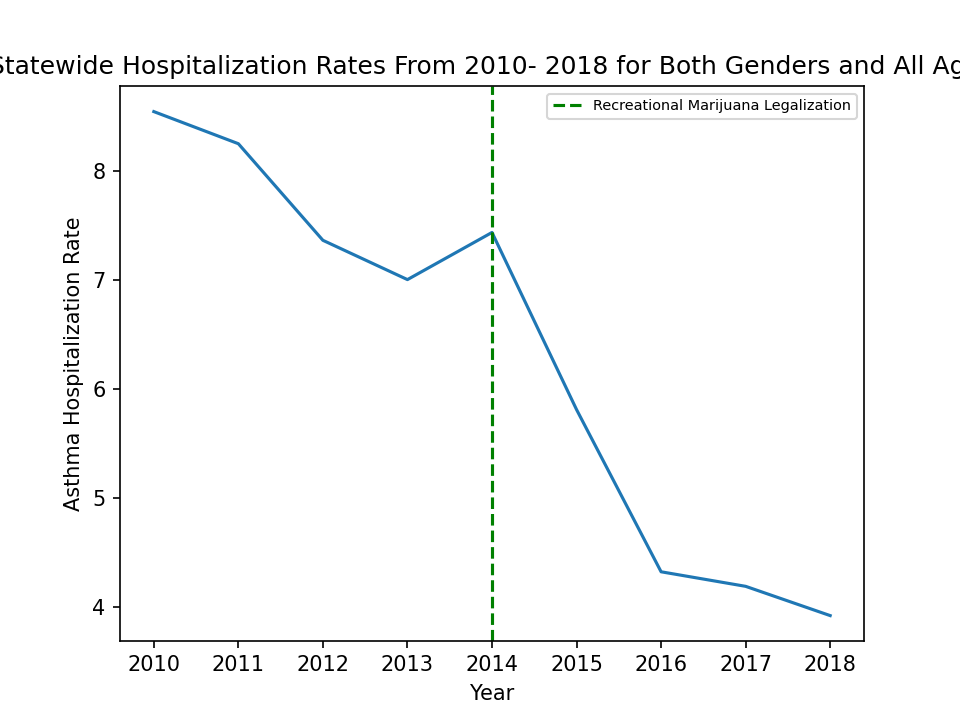 Statewide Hospitalization Rates From 2010- 2018 for Both Genders and All
Recreational Marijuana Legalization
Asthma Hospitalization Rate
8
7
6
5
4
2010 2011 2012 2013 2014 2015 2016 2017 2018
Year